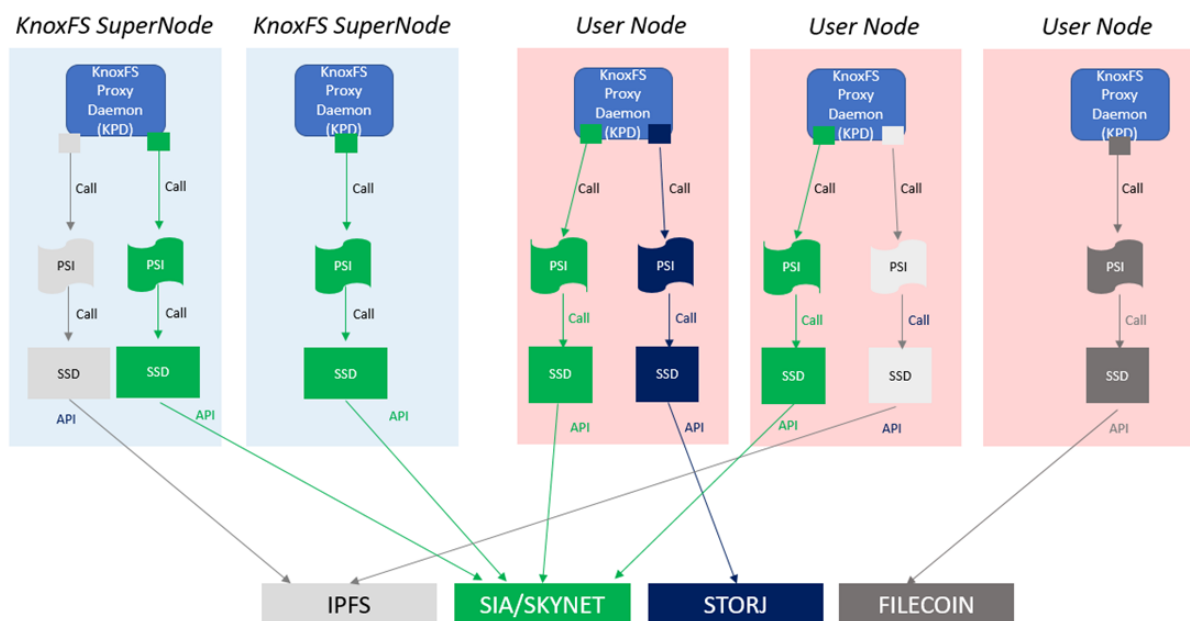 KnoxFS SuperNode
KnoxFS SuperNode
User Node
User Node
User Node
KnoxFS
Proxy
Daemon
(KPD)
KnoxFS
Proxy
Daemon
(KPD)
KnoxFS
Proxy
Daemon
(KPD)
KnoxFS
Proxy
Daemon
(KPD)
KnoxFS
Proxy
Daemon
(KPD)
Call
Call
Call
Call
Call
Call
Call
Call
PSI
PSI
PSI
PSI
PSI
PSI
PSI
PSI
Call
Call
Call
Call
Call
Call
Call
Call
SSD
SSD
SSD
SSD
SSD
SSD
SSD
SSD
API
API
API
API
API
API
API
API
IPFS
SIA/SKYNET
STORJ
FILECOIN